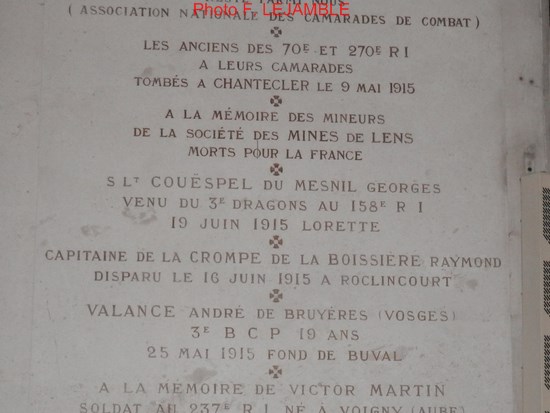 Photo F. LEJAMBLE
( ASSOCIATION NATIONALE DES CAMARADES DE COMBAT )
LES ANCIENS DES 70E ET 270E R I
A LEURS CAMARADES
TOMBÉS A CHANTECLER LE 9 MAI 1915
A LA MÉMOIRE DES MINEURS
DE LA SOCIÉTÉ DES MINES DE LENS
MORTS POUR LA FRANCE
S LT COUËSPEL DU MESNIL GEORGES
VENU DU 3E DRAGONS AU 158E R I
19 JUIN 1915 LORETTE
CAPITAINE DE LA CROMPE DE LA BOISSIÈRE RAYMOND
DISPARU LE 16 JUIN 1915 A ROCLINCOURT
VALANCE ANDRÉ DE BRUYÈRES (VOSGES)
3E B C P 19 ANS
25 MAI 1915 FOND DE BUVAL
A LA MEMOIRE DE VICTOR MARTIN
SOLDAT AU 237E R I NÉ A VOIGNY (AUBE)